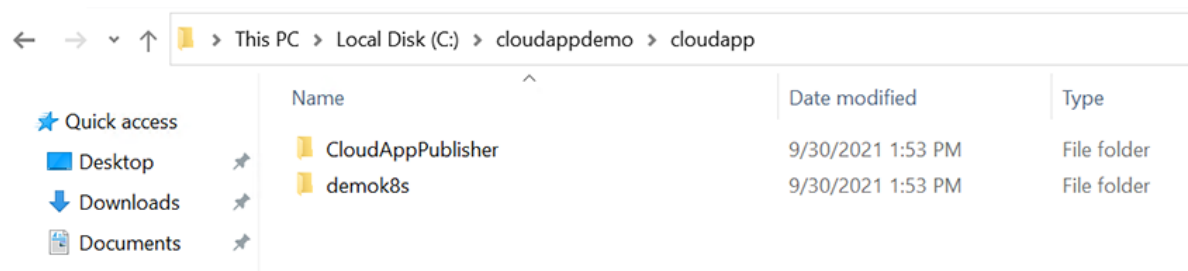 This PC > Local Disk (C:) > cloudappdemo > cloudapp
Name Date modified Type
Quick access
CloudAppPublisher 9/30/2021 1:53 PM File folder
Desktop
demok8s 9/30/2021 1:53 PM File folder
Downloads
Documents